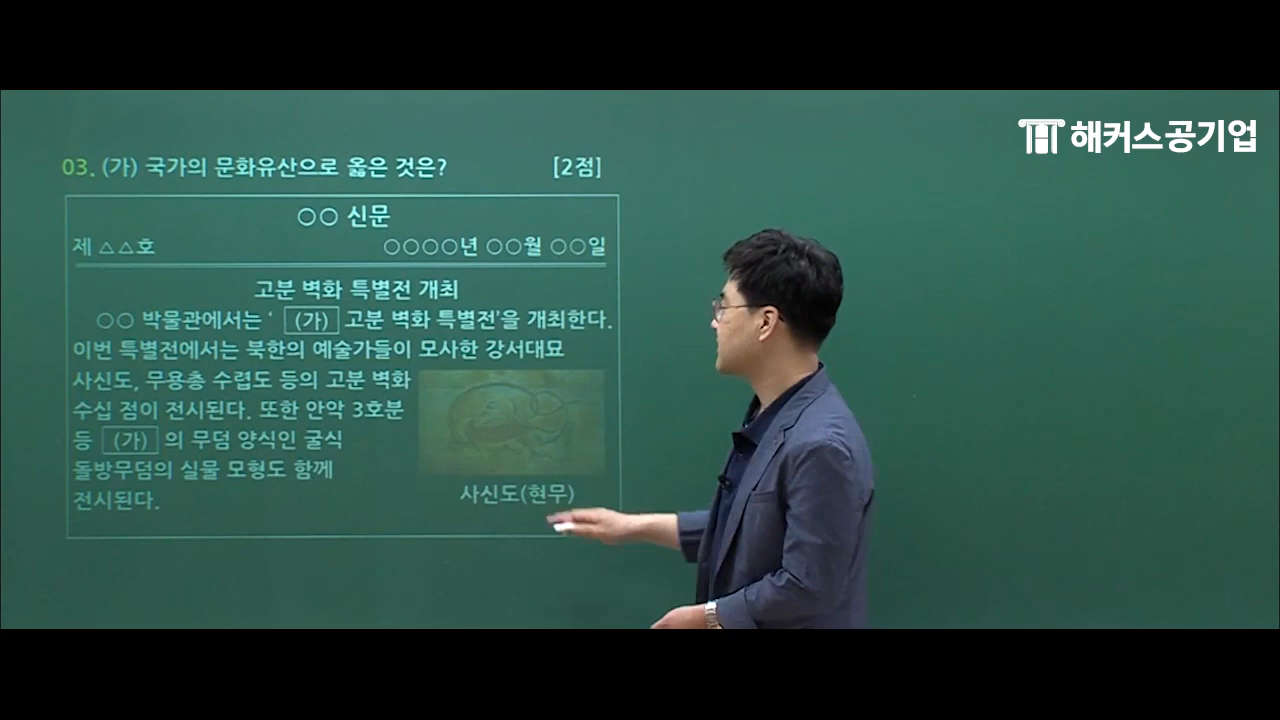 해커스공기업
03. (가) 국가의 문화유산으로 옳은 것은? [2점]
○○ 신문
제 △△호 ○○○○년 ○○월 ○○일
고분 벽화 특별전 개최
○○ 박물관에서는 ‘ (가) 고분 벽화 특별전’을 개최한다.
이번 특별전에서는 북한의 예술가들이 모사한 강서대묘
사신도, 무용총 수렵도 등의 고분 벽화
수십 점이 전시된다. 또한 안악 3호분
등 (가) 의 무덤 양식인 굴식
돌방무덤의 실물 모형도 함께
전시된다.
사신도(현무)